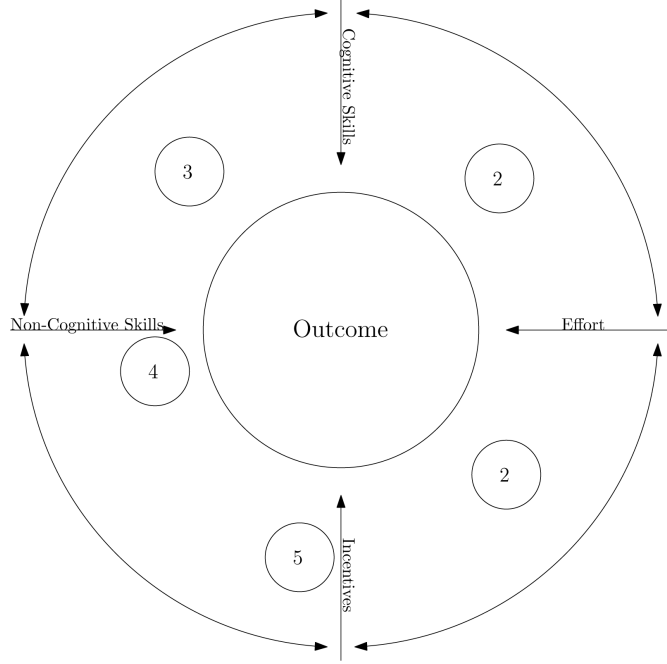 Cognitive Skills
3
2
Non-Cognitive Skills
Outcome
Effort
4
2
5
Incentives